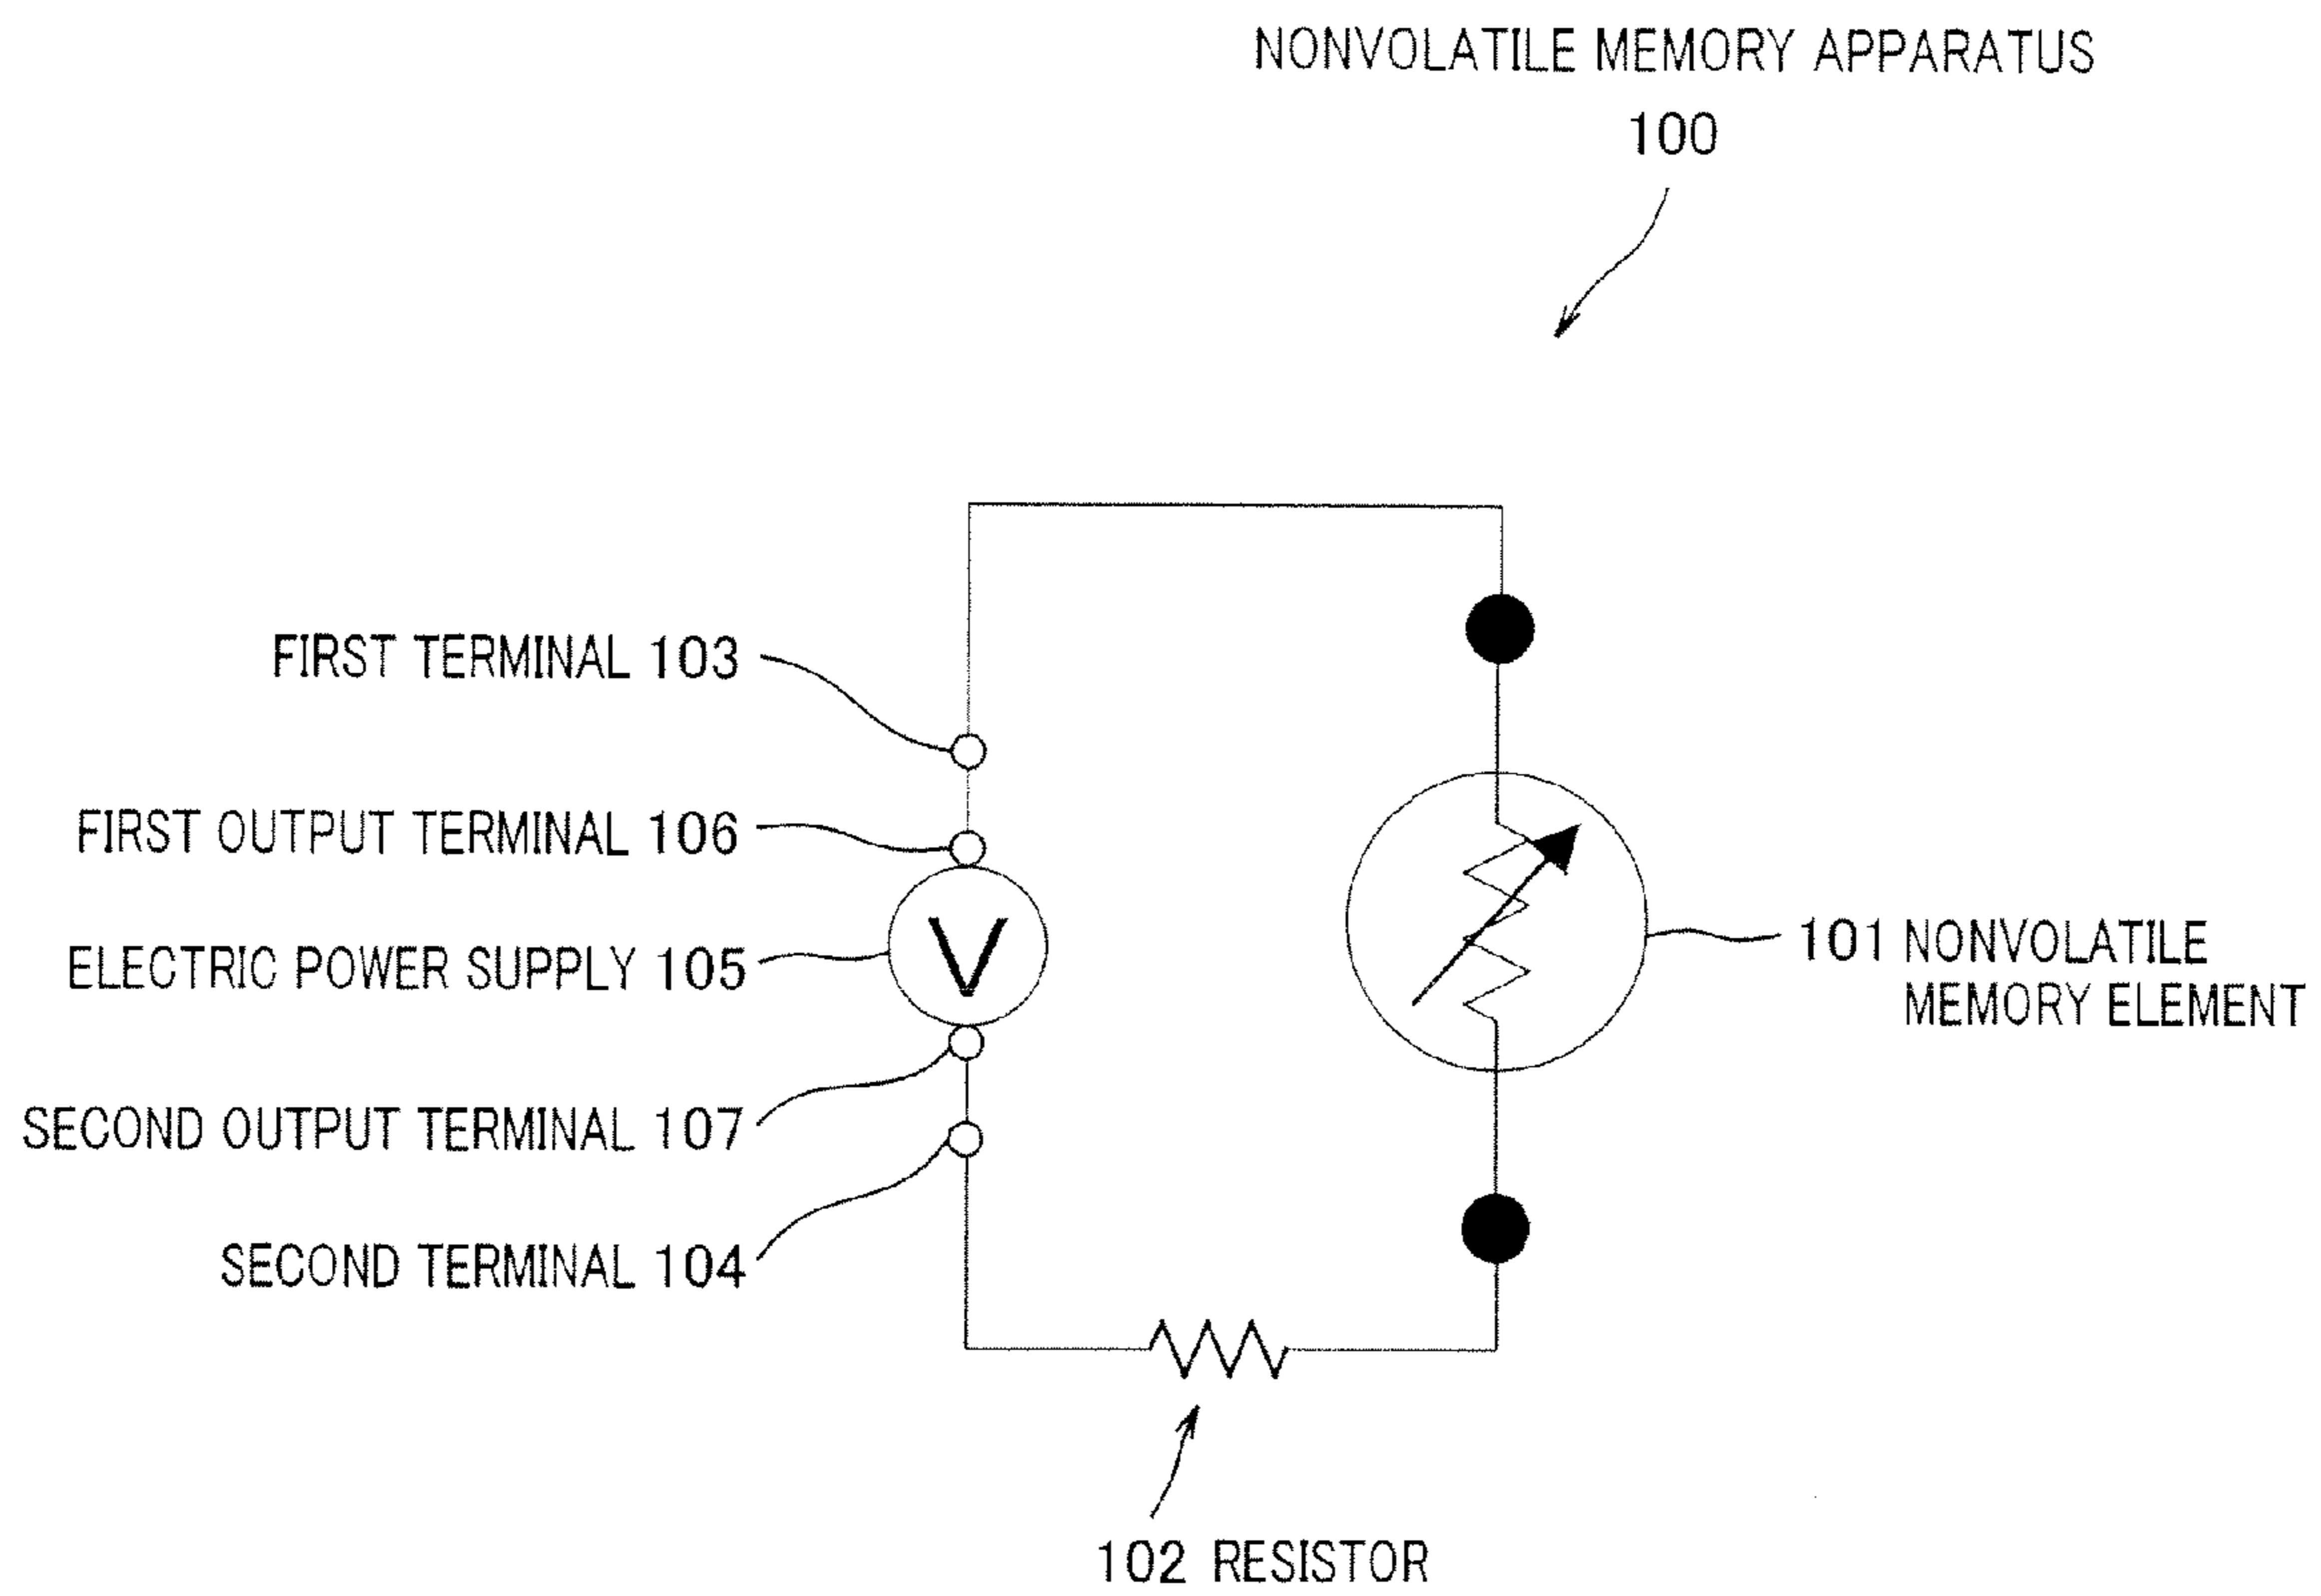 NONVOLATILE MEMORY APPARATUS
100
FIRST TERMINAL 103
FIRST OUTPUT TERMINAL 106
ELECTRIC POWER SUPPLY 105
V
SECOND OUTPUT TERMINAL 107
SECOND TERMINAL 104
101 NONVOLATILE
MEMORY ELEMENT
102 RESISTOR